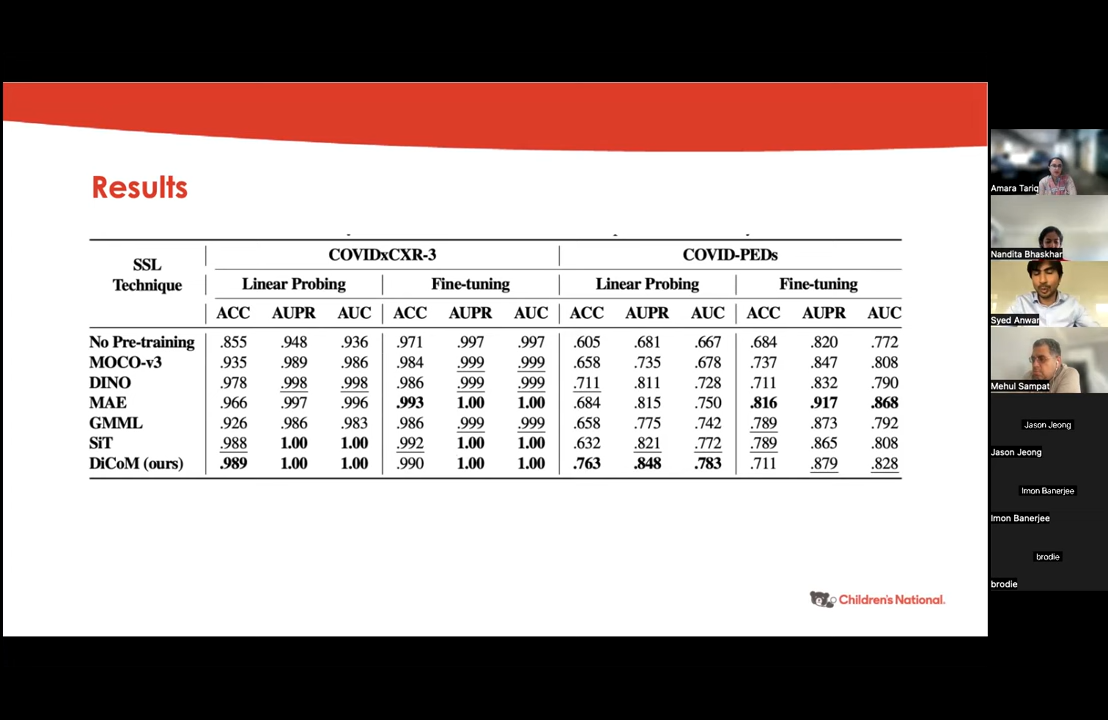 Results
SSL Technique
COVIDxCXR-3 COVID-PEDs
Linear Probing Fine-tuning Linear Probing Fine-tuning
ACC AUPR AUC ACC AUPR AUC ACC AUPR AUC ACC AUPR AUC
No Pre-training .855 .948 .936 .971 .997 .997 .605 .681 .667 .684 .820 .772
MOCO-v3 .935 .989 .986 .984 .999 .999 .658 .735 .678 .737 .847 .808
DINO .978 .998 .998 .986 .999 .999 .711 .811 .728 .711 .832 .790
MAE .966 .997 .996 .993 1.00 1.00 .684 .815 .750 .816 .917 .868
GMML .926 .986 .983 .986 .999 .999 .658 .775 .742 .789 .873 .792
SiT .988 1.00 1.00 .992 1.00 1.00 .632 .821 .772 .789 .865 .808
DiCoM (ours) .989 1.00 1.00 .990 1.00 1.00 .763 .848 .783 .711 .879 .828
Children's National.
Amara Tariq
Nandita Bhaskhar
Syed Anwar
Mehul Sampat
Jason Jeong
Jason Jeong
Imon Banerjee
Imon Banerjee
brodie
brodie